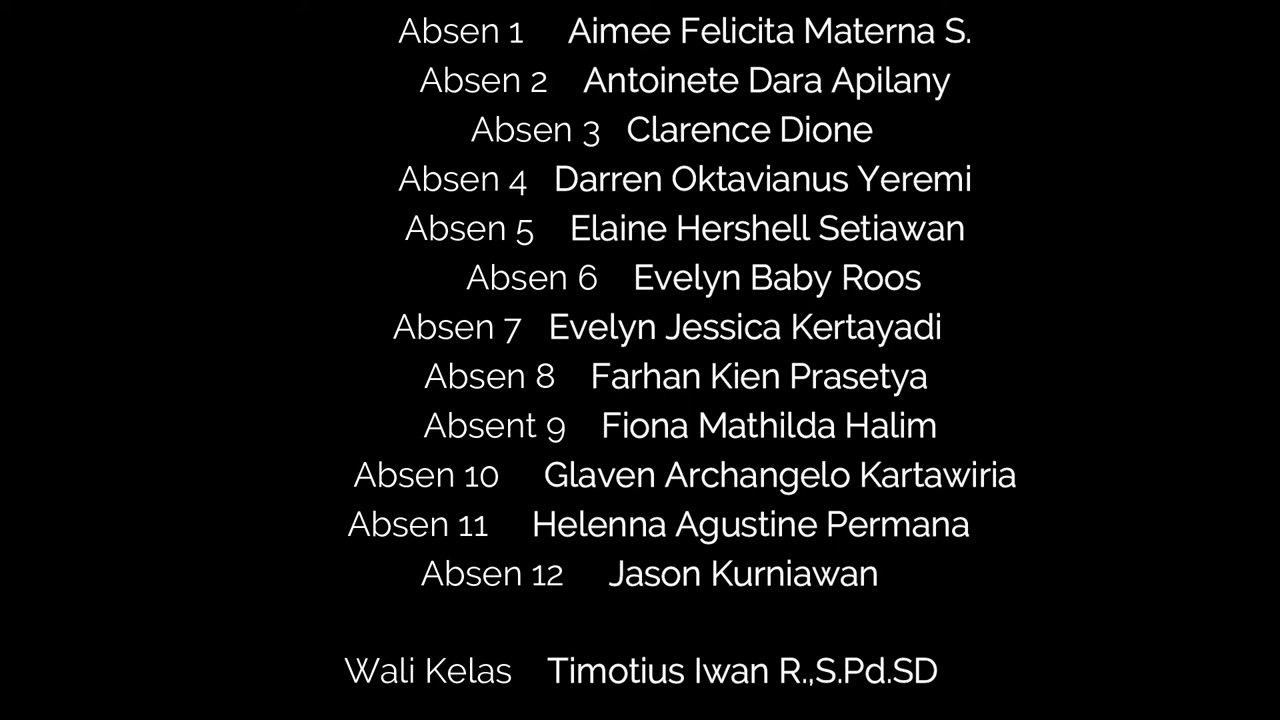 Absen 1 Aimee Felicita Materna S.
Absen 2 Antoinete Dara Apilany
Absen 3 Clarence Dione
Absen 4 Darren Oktavianus Yeremi
Absen 5 Elaine Hershell Setiawan
Absen 6 Evelyn Baby Roos
Absen 7 Evelyn Jessica Kertayadi
Absen 8 Farhan Kien Prasetya
Absent 9 Fiona Mathilda Halim
Absen 10 Glaven Archangelo Kartawiria
Absen 11 Helenna Agustine Permana
Absen 12 Jason Kurniawan
Wali Kelas Timotius Iwan R.,S.Pd.SD